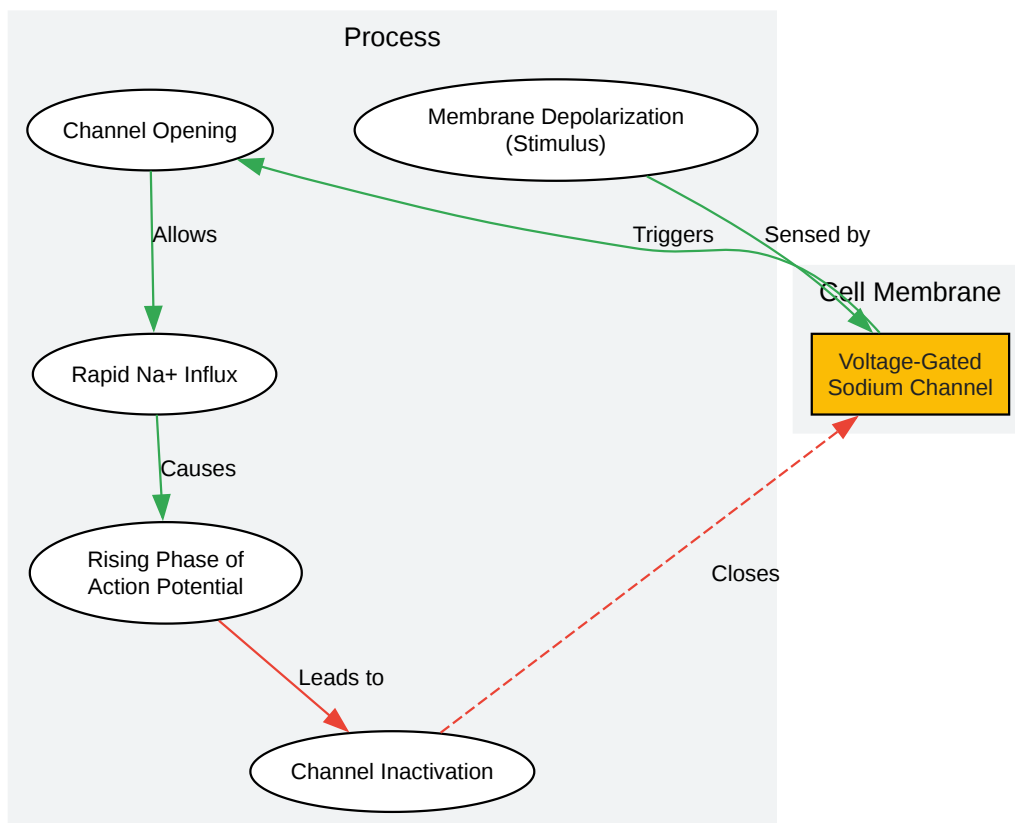 Process
Channel Opening
Membrane Depolarization
(Stimulus)
Allows
Triggers
Sensed by
Cell Membrane
Voltage-Gated
Sodium Channel
Rapid Na+ Influx
Causes
Rising Phase of
Action Potential
Closes
Leads to
Channel Inactivation